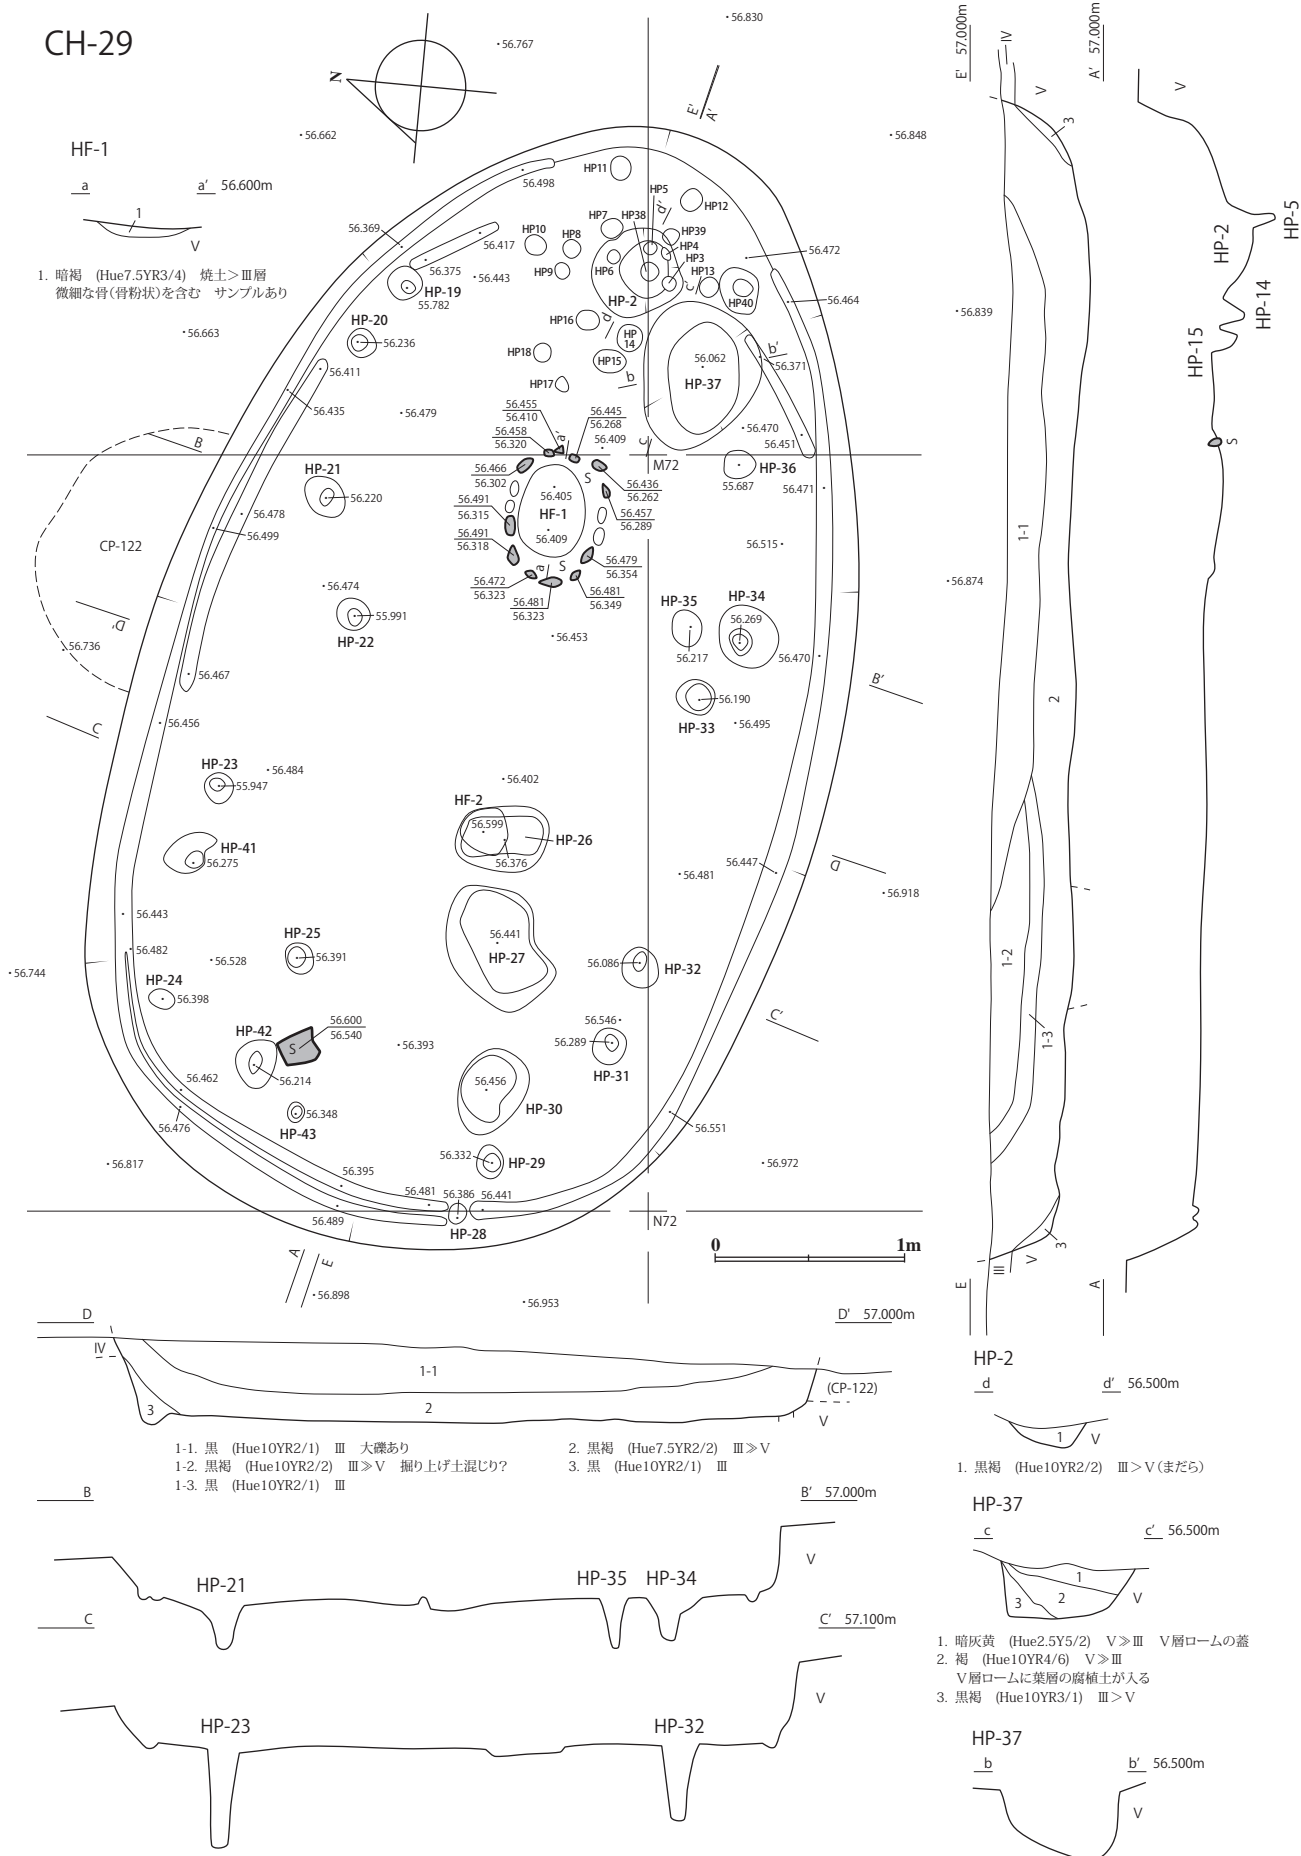 CH-29
N
HF-1
a a' 56.600m
1
V
1. 暗褐 (Hue7.5YR3/4) 焼土＞Ⅲ層
微細な骨(骨粉状)を含む サンプルあり
56.767
56.830
56.662
56.848
56.663
56.839
56.874
E'
A'
HP11
56.498
HP5
HP12
d'
HP7
HP38
HP10
HP8
HP39
HP4
HP3
56.369
56.417
56.472
56.375
56.443
HP9
HP6
c'
HP13
56.464
HP-19
55.782
HP-2
HP40
HP-20
56.236
HP16
d
HP
14
56.411
HP18
HP15
56.062
b'
56.371
b
HP-37
HP17
56.435
56.479
56.455
56.410
56.445
56.268
56.458
56.320
a'
56.409
c
56.470
56.451
B
M72
HP-21
56.466
56.302
S
56.436
56.262
55.687
HP-36
56.220
56.405
56.471
56.491
56.315
HF-1
56.457
56.289
56.478
56.499
56.409
CP-122
56.491
56.318
56.515
56.479
56.354
a
S
56.474
56.472
56.323
56.481
56.349
56.481
56.323
HP-35
HP-34
55.991
D'
56.736
HP-22
56.453
56.269
56.217
56.470
56.467
B'
C
56.456
56.190
HP-33
56.495
HP-23
56.484
55.947
56.402
HF-2
56.599
HP-26
HP-41
56.275
56.376
56.447
D
56.481
56.918
56.443
56.441
HP-25
56.482
56.528
56.391
HP-27
56.086
HP-32
56.744
HP-24
56.398
C'
56.600
56.540
56.546
HP-42
S
56.393
56.289
HP-31
56.462
56.214
56.456
HP-30
56.476
56.348
HP-43
56.551
56.817
56.332
HP-29
56.972
56.395
56.481
56.386
56.441
56.489
HP-28
N72
A
E
0 1m
56.898
56.953
E' 57.000m
A' 57.000m
IV
V
3
1-1
2
1-2
1-3
3
V
Ⅲ
E
A
V
HP-5
HP-2
HP-14
HP-15
S
D D' 57.000m
IV
1-1
3
2
(CP-122)
V
1-1. 黒 (Hue10YR2/1) Ⅲ 大礫あり
1-2. 黒褐 (Hue10YR2/2) Ⅲ≫Ⅴ 掘り上げ土混じり?
1-3. 黒 (Hue10YR2/1) Ⅲ
2. 黒褐 (Hue7.5YR2/2) Ⅲ≫Ⅴ
3. 黒 (Hue10YR2/1) Ⅲ
B B' 57.000m
HP-21
HP-35 HP-34
V
C C' 57.100m
HP-23
HP-32
V
HP-2
d d' 56.500m
1
V
1. 黒褐 (Hue10YR2/2) Ⅲ＞Ⅴ(まだら)
HP-37
c c' 56.500m
1
2
3
V
1. 暗灰黄 (Hue2.5Y5/2) Ⅴ≫Ⅲ Ⅴ層ロームの蓋
2. 褐 (Hue10YR4/6) Ⅴ≫Ⅲ
Ⅴ層ロームに葉層の腐植土が入る
3. 黒褐 (Hue10YR3/1) Ⅲ＞Ⅴ
HP-37
b b' 56.500m
V